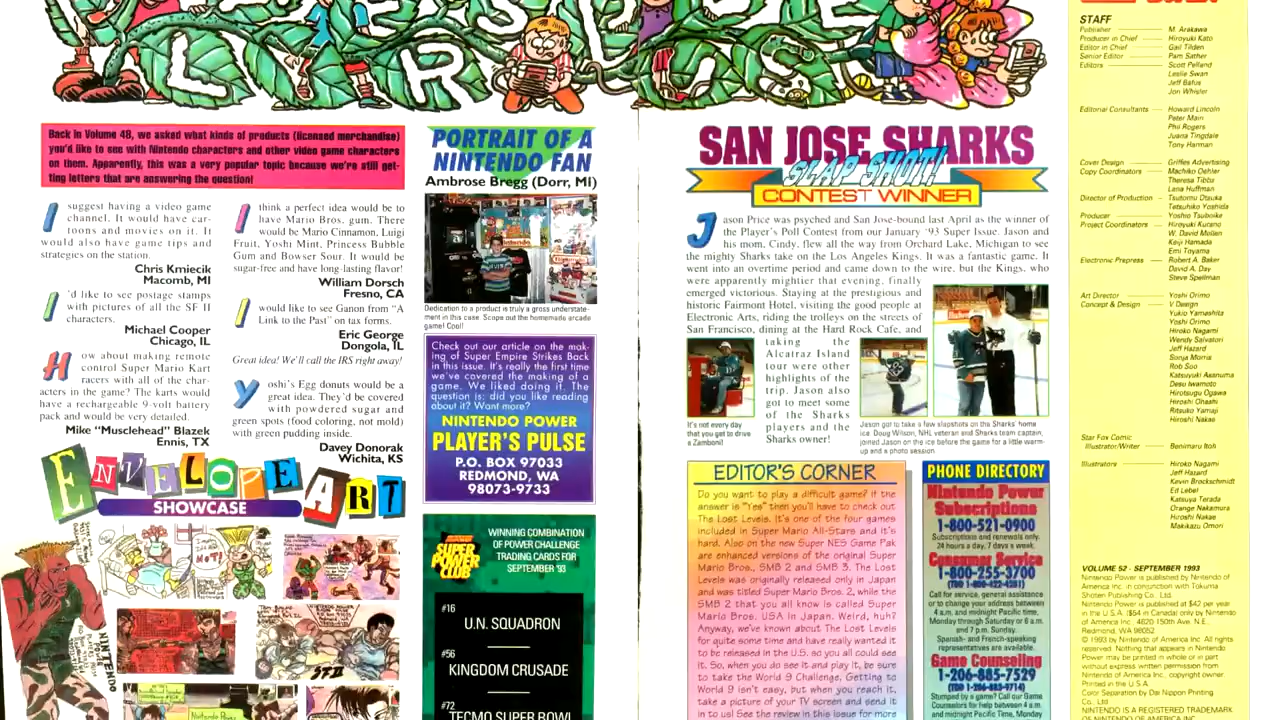 Back in Volume 48, we asked what kinds of products (licensed merchandise)
you'd like to see with Nintendo characters and other video game characters
on them. Apparently, this was a very popular topic because we're still get-
ting letters that are answering the question!
I suggest having a video game
channel. It would have car-
toons and movies on it. It
would also have game tips and
strategies on the station.
Chris Kmiecik
Macomb, MI
I 'd like to see postage stamps
with pictures of all the SF II
characters.
Michael Cooper
Chicago, IL
How about making remote
control Super Mario Kart
racers with all of the char-
acters in the game? The karts would
have a rechargeable 9-volt battery
pack and would be very detailed.
Mike "Musclehead" Blazek
Ennis, TX
I think a perfect idea would be to
have Mario Bros. gum. There
would be Mario Cinnamon, Luigi
Fruit, Yoshi Mint, Princess Bubble
Gum and Bowser Sour. It would be
sugar-free and have long-lasting flavor!
William Dorsch
Fresno, CA
I would like to see Ganon from "A
Link to the Past" on tax forms.
Eric George
Dongola, IL
Great idea! We'll call the IRS right away!
Yoshi's Egg donuts would be a
great idea. They'd be covered
with powdered sugar and
green spots (food coloring, not mold)
with green pudding inside.
Davey Donorak
Wichita, KS
ENVELOPE ART
SHOWCASE
PORTRAIT OF A
NINTENDO FAN
Ambrose Bregg (Dorr, MI)
Dedication to a product is truly a gross understate-
ment in this case. Scope out the homemade arcade
game! Cool!
Check out our article on the mak-
ing of Super Empire Strikes Back
in this issue. It's really the first time
we've covered the making of a
game. We liked doing it. The
question is: did you like reading
about it? Want more?
NINTENDO POWER
PLAYER'S PULSE
P.O. BOX 97033
REDMOND, WA
98073-9733
SUPER
POWER
CLUB
WINNING COMBINATION
OF POWER CHALLENGE
TRADING CARDS FOR
SEPTEMBER '93
#16
U.N. SQUADRON
#56
KINGDOM CRUSADE
#72
TECMO SUPER BOWL
SAN JOSE SHARKS
SLAP SHOT!
CONTEST WINNER
Jason Price was psyched and San Jose-bound last April as the winner of
the Player's Poll Contest from our January '93 Super Issue. Jason and
his mom, Cindy, flew all the way from Orchard Lake, Michigan to see
the mighty Sharks take on the Los Angeles Kings. It was a fantastic game. It
went into an overtime period and came down to the wire, but the Kings, who
were apparently mightier that evening, finally
emerged victorious. Staying at the prestigious and
historic Fairmont Hotel, visiting the good people at
Electronic Arts, riding the trolleys on the streets of
San Francisco, dining at the Hard Rock Cafe, and
taking the
Alcatraz Island
tour were other
highlights of the
trip. Jason also
got to meet some
of the Sharks
players and the
Sharks owner!
It's not every day
that you get to drive
a Zamboni!
Jason got to take a few slapshots on the Sharks' home
ice. Doug Wilson, NHL veteran and Sharks team captain,
joined Jason on the ice before the game for a little warm-
up and a photo session.
EDITOR'S CORNER
Do you want to play a difficult game? If the
answer is "Yes" then you'll have to check out
The Lost Levels. It's one of the four games
included in Super Mario All-Stars and it's
hard. Also on the new Super NES Game Pak
are enhanced versions of the original Super
Mario Bros., SMB 2 and SMB 3. The Lost
Levels was originally released only in Japan
and was titled Super Mario Bros. 2, while the
SMB 2 that you all know is called Super
Mario Bros. USA in Japan. Weird, huh?
Anyway, we've known about The Lost Levels
for quite some time and have really wanted it
to be released in the U.S. so you all could see
it. So, when you do see it and play it, be sure
to take the World 9 Challenge. Getting to
World 9 isn't easy, but when you reach it,
take a picture of your TV screen and send it
in to us! See the review in this issue for more
PHONE DIRECTORY
Nintendo Power
Subscriptions
1-800-521-0900
Subscriptions and renewals only.
24 hours a day, 7 days a week.
Consumer Service
1-800-255-3700
(TDD 1-800-422-4281)
Call for service, general assistance
or to change your address between
4 a.m. and midnight Pacific time,
Monday through Saturday or 6 a.m.
and 7 p.m. Sunday.
Spanish- and French-speaking
representatives are available.
Game Counseling
1-206-885-7529
(TDD 1-206-883-9714)
Stumped by a game? Call our Game
Counselors for help between 4 a.m.
and midnight Pacific Time, Monday
STAFF
Publisher M. Arakawa
Producer in Chief Hiroyuki Kato
Editor in Chief Gail Tilden
Senior Editor Pam Sather
Editors Scott Pelland
Leslie Swan
Jeff Bafus
Jon Whisler
Editorial Consultants Howard Lincoln
Peter Main
Phil Rogers
Juana Tingdale
Tony Harman
Cover Design Griffes Advertising
Copy Coordinators Machiko Oehler
Theresa Tibbs
Lena Huffman
Director of Production Tsutomu Otsuka
Tetsuhiko Yoshida
Producer Yoshio Tsuboike
Project Coordinators Hiroyuki Kurano
W. David Mollen
Keiji Hamada
Emi Toyama
Electronic Prepress Robert A. Baker
David A. Day
Steve Spellman
Art Director Yoshi Orimo
Concept & Design V Design
Yukio Yamashita
Yoshi Orimo
Hiroko Nagami
Wendy Salvatori
Jeff Hazard
Sonja Morris
Rob Soo
Katsuyuki Asanuma
Desu Iwamoto
Hirotsugu Ogawa
Hiroshi Ohashi
Ritsuko Yamaji
Hiroshi Nakae
Star Fox Comic
Illustrator/Writer Benimaru Itoh
Illustrators Hiroko Nagami
Jeff Hazard
Kevin Brockschmidt
Ed Lebel
Katsuya Terada
Orange Nakamura
Hiroshi Nakae
Makikazu Omori
VOLUME 52 - SEPTEMBER 1993
Nintendo Power is published by Nintendo of
America Inc. in conjunction with Tokuma
Shoten Publishing Co., Ltd.
Nintendo Power is published at $42 per year
in the U.S.A. ($54 in Canada) only by Nintendo
of America Inc., 4820 150th Ave. N.E.,
Redmond, WA 98052
© 1993 by Nintendo of America Inc. All rights
reserved. Nothing that appears in Nintendo
Power may be printed in whole or in part
without express written permission from
Nintendo of America Inc., copyright owner.
Printed in the U.S.A.
Color Separation by Dai Nippon Printing
Co., Ltd
NINTENDO IS A REGISTERED TRADEMARK
OF NINTENDO OF AMERICA INC.